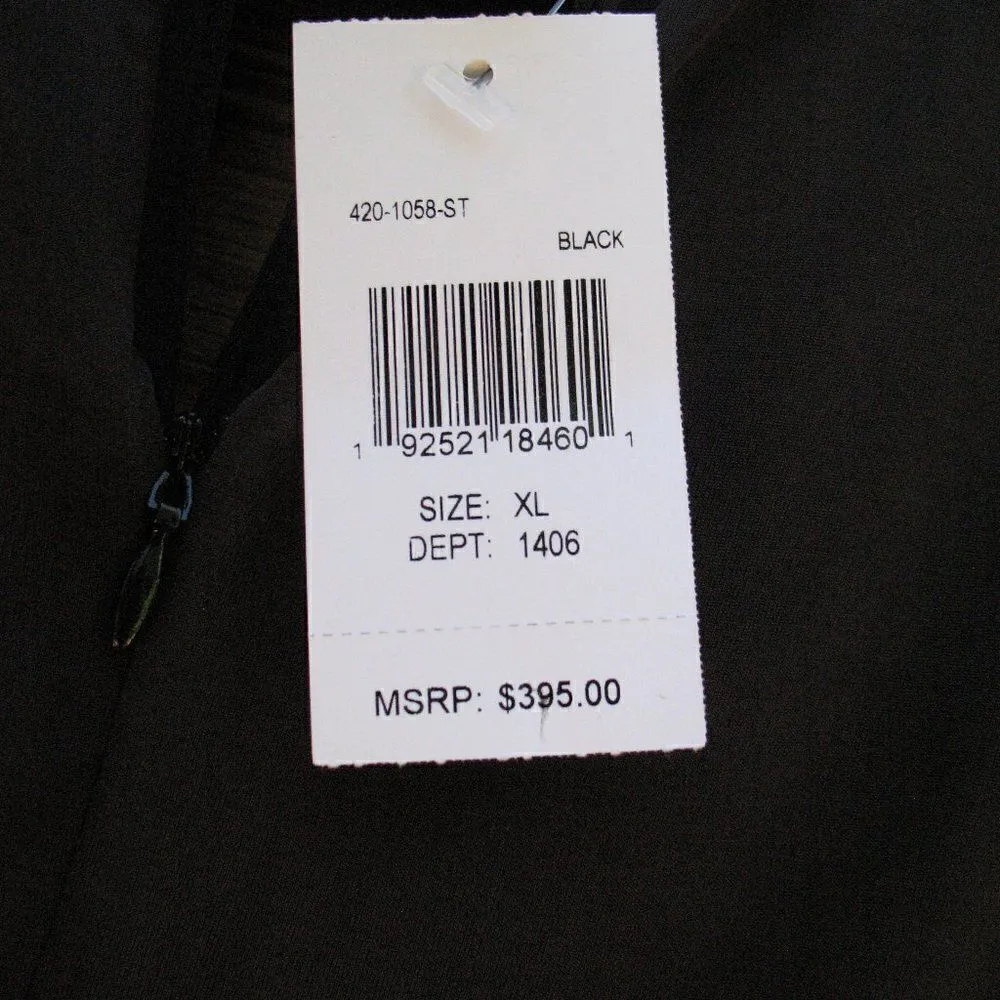 420-1058-ST
BLACK
1 92521 18460 1
SIZE: XL
DEPT: 1406
MSRP: $395.00